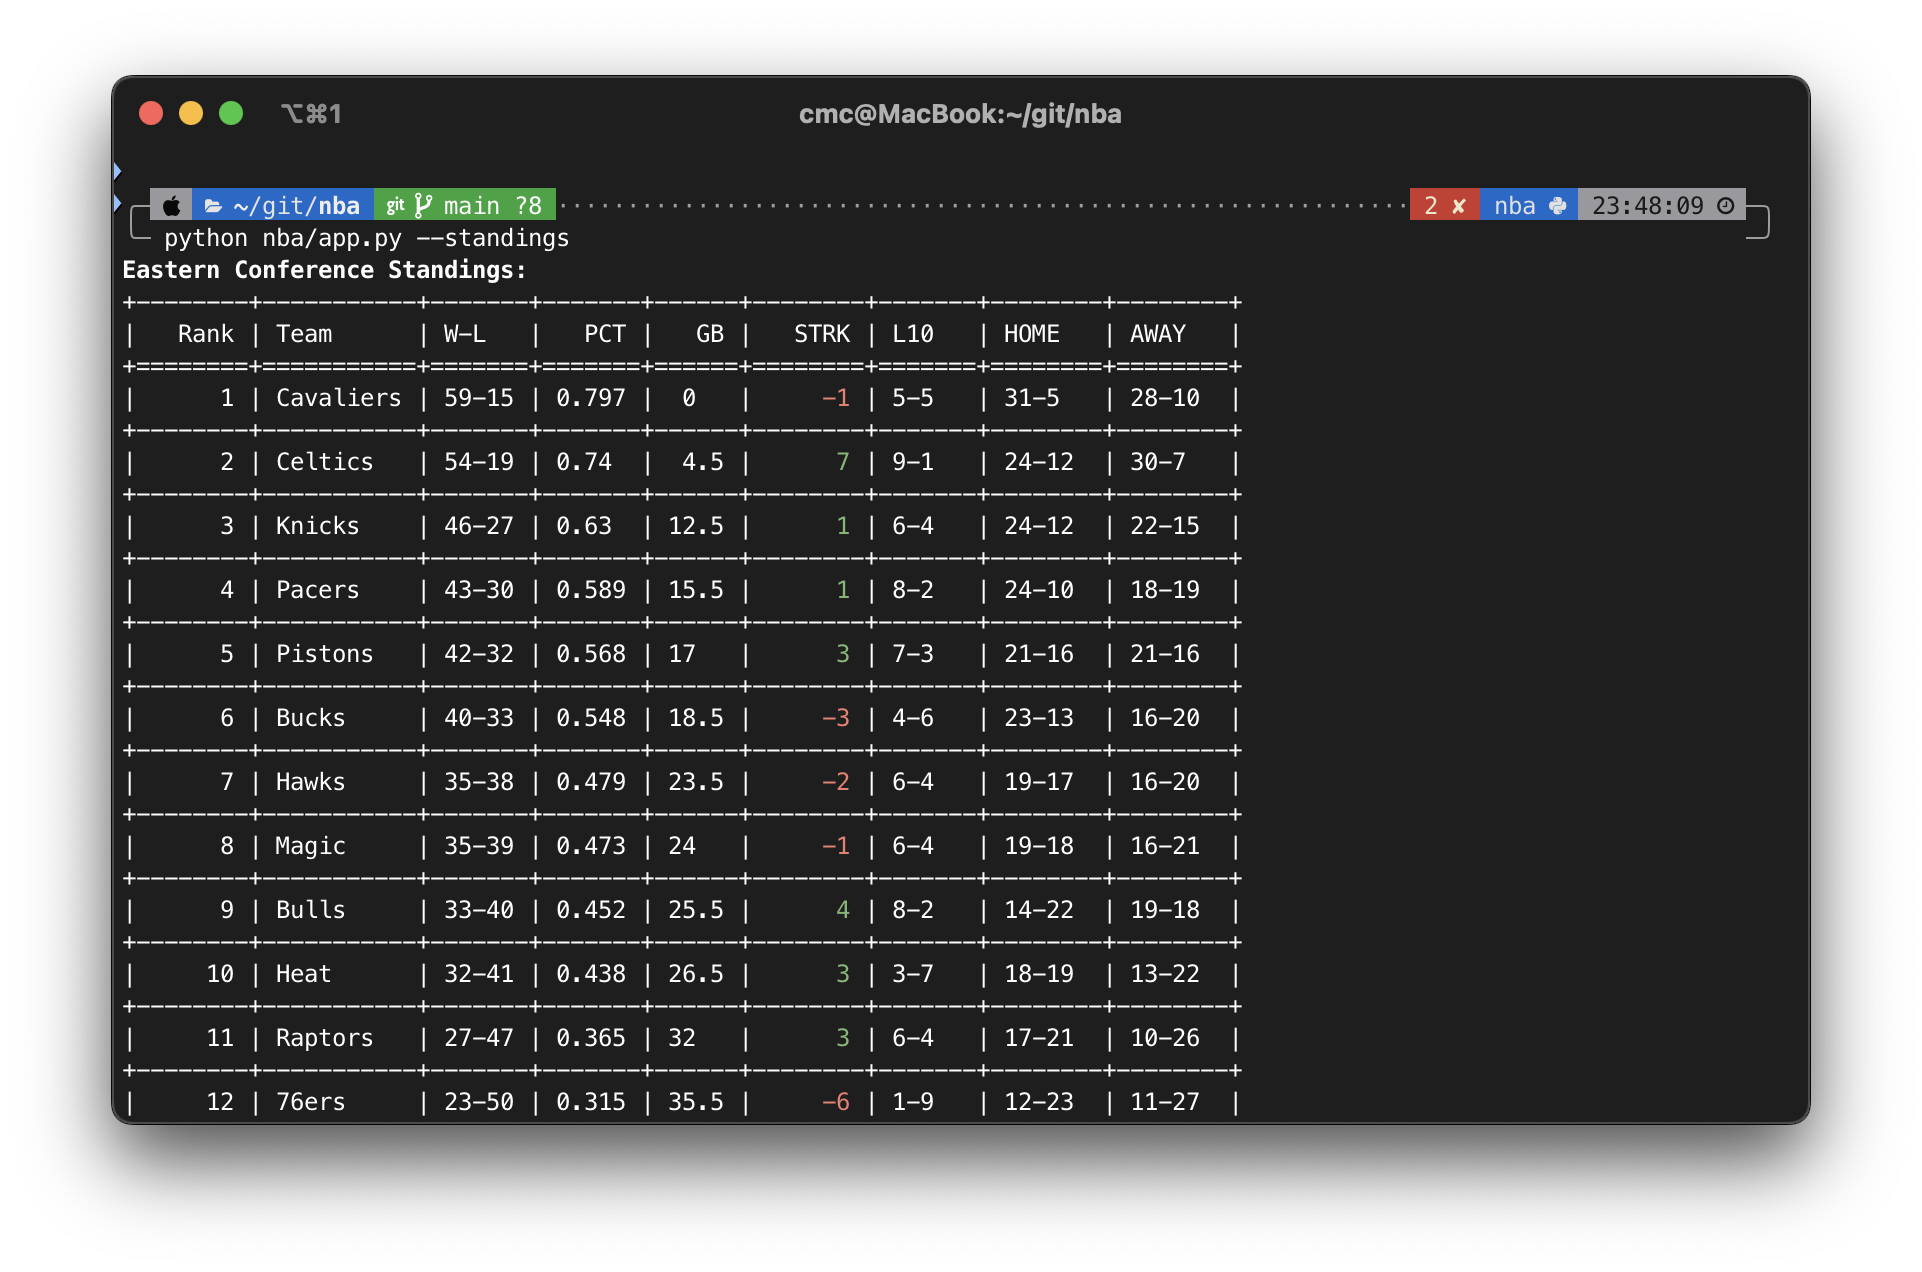 ⌥⌘1 cmc@MacBook:~/git/nba
~/git/nba git main ?8 2 ✘ nba 23:48:09
python nba/app.py --standings
Eastern Conference Standings:
+--------+-----------+-------+-------+------+--------+-------+--------+--------+
|   Rank | Team      | W-L   |   PCT |   GB |   STRK | L10   | HOME   | AWAY   |
+========+===========+=======+=======+======+========+=======+========+========+
|      1 | Cavaliers | 59-15 | 0.797 |  0   |     -1 | 5-5   | 31-5   | 28-10  |
+--------+-----------+-------+-------+------+--------+-------+--------+--------+
|      2 | Celtics   | 54-19 | 0.74  |  4.5 |      7 | 9-1   | 24-12  | 30-7   |
+--------+-----------+-------+-------+------+--------+-------+--------+--------+
|      3 | Knicks    | 46-27 | 0.63  | 12.5 |      1 | 6-4   | 24-12  | 22-15  |
+--------+-----------+-------+-------+------+--------+-------+--------+--------+
|      4 | Pacers    | 43-30 | 0.589 | 15.5 |      1 | 8-2   | 24-10  | 18-19  |
+--------+-----------+-------+-------+------+--------+-------+--------+--------+
|      5 | Pistons   | 42-32 | 0.568 | 17   |      3 | 7-3   | 21-16  | 21-16  |
+--------+-----------+-------+-------+------+--------+-------+--------+--------+
|      6 | Bucks     | 40-33 | 0.548 | 18.5 |     -3 | 4-6   | 23-13  | 16-20  |
+--------+-----------+-------+-------+------+--------+-------+--------+--------+
|      7 | Hawks     | 35-38 | 0.479 | 23.5 |     -2 | 6-4   | 19-17  | 16-20  |
+--------+-----------+-------+-------+------+--------+-------+--------+--------+
|      8 | Magic     | 35-39 | 0.473 | 24   |     -1 | 6-4   | 19-18  | 16-21  |
+--------+-----------+-------+-------+------+--------+-------+--------+--------+
|      9 | Bulls     | 33-40 | 0.452 | 25.5 |      4 | 8-2   | 14-22  | 19-18  |
+--------+-----------+-------+-------+------+--------+-------+--------+--------+
|     10 | Heat      | 32-41 | 0.438 | 26.5 |      3 | 3-7   | 18-19  | 13-22  |
+--------+-----------+-------+-------+------+--------+-------+--------+--------+
|     11 | Raptors   | 27-47 | 0.365 | 32   |      3 | 6-4   | 17-21  | 10-26  |
+--------+-----------+-------+-------+------+--------+-------+--------+--------+
|     12 | 76ers     | 23-50 | 0.315 | 35.5 |     -6 | 1-9   | 12-23  | 11-27  |